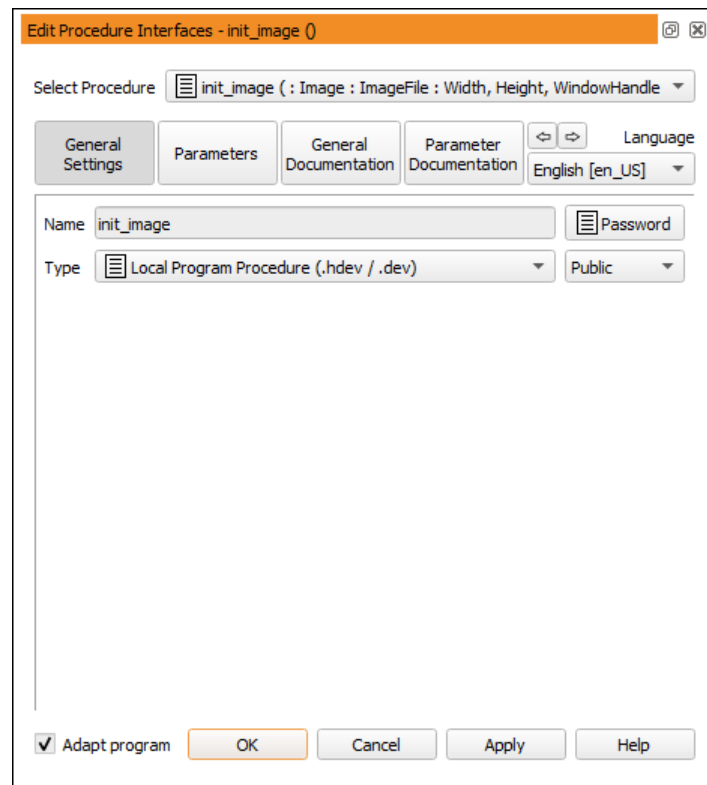 Edit Procedure Interfaces - init_image ()
Select Procedure init_image ( : Image : ImageFile : Width, Height, WindowHandle
General Settings Parameters General Documentation Parameter Documentation Language
English [en_US]
Name init_image Password
Type Local Program Procedure (.hdev / .dev) Public
Adapt program OK Cancel Apply Help